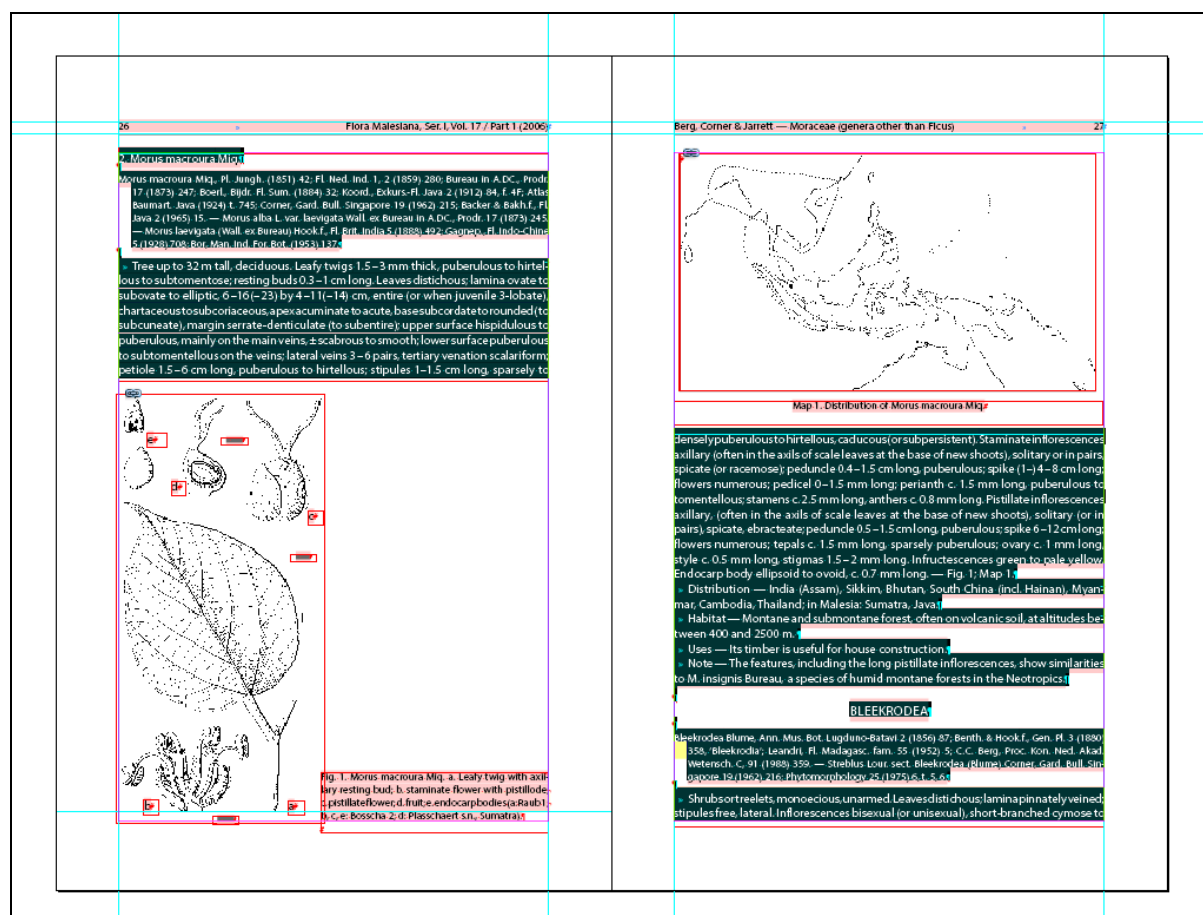 26 Flora Malesiana, Ser. I, Vol. 17 / Part 1 (2006)
2. Morus macroura Miq.
Morus macroura Miq., Pl. Jungh. (1851) 42; Fl. Ned. Ind. 1, 2 (1859) 280; Bureau in A.DC., Prodr.
17 (1873) 247; Boerl., Bijdr. Fl. Sum. (1884) 32; Koord., Exkurs.-Fl. Java 2 (1912) 84, f. 4F; Atlas
Baumart. Java (1924) t. 745; Corner, Gard. Bull. Singapore 19 (1962) 215; Backer & Bakh.f., Fl.
Java 2 (1965) 15. — Morus alba L. var. laevigata Wall. ex Bureau in A.DC., Prodr. 17 (1873) 245.
— Morus laevigata (Wall. ex Bureau) Hook.f., Fl. Brit. India 5 (1888) 492; Gagnep., Fl. Indo-Chine
5 (1928) 708; Bor. Man. Ind. For. Bot. (1953) 137.
Tree up to 32 m tall, deciduous. Leafy twigs 1.5–3 mm thick, puberulous to hirtel-
lous to subtomentose; resting buds 0.3–1 cm long. Leaves distichous; lamina ovate to
subovate to elliptic, 6–16(–23) by 4–11(–14) cm, entire (or when juvenile 3-lobate),
chartaceous to subcoriaceous, apex acuminate to acute, base subcordate to rounded (to
subcuneate), margin serrate-denticulate (to subentire); upper surface hispidulous to
puberulous, mainly on the main veins, ± scabrous to smooth; lower surface puberulous
to subtomentellous on the veins; lateral veins 3–6 pairs, tertiary venation scalariform;
petiole 1.5–6 cm long, puberulous to hirtellous; stipules 1–1.5 cm long, sparsely to
e
d
c
b
a
Fig. 1. Morus macroura Miq. a. Leafy twig with axil-
lary resting bud; b. staminate flower with pistillode;
c. pistillate flower; d. fruit; e. endocarp bodies (a: Raub 1;
b, c, e: Bosscha 2; d: Plasschaert s.n., Sumatra).
Berg, Corner & Jarrett — Moraceae (genera other than Ficus) 27
Map 1. Distribution of Morus macroura Miq.
densely puberulous to hirtellous, caducous (or subpersistent). Staminate inflorescences
axillary (often in the axils of scale leaves at the base of new shoots), solitary or in pairs,
spicate (or racemose); peduncle 0.4–1.5 cm long, puberulous; spike (1–)4–8 cm long;
flowers numerous; pedicel 0–1.5 mm long; perianth c. 1.5 mm long, puberulous to
tomentellous; stamens c. 2.5 mm long, anthers c. 0.8 mm long. Pistillate inflorescences
axillary, (often in the axils of scale leaves at the base of new shoots), solitary (or in
pairs), spicate, ebracteate; peduncle 0.5–1.5 cm long, puberulous; spike 6–12 cm long;
flowers numerous; tepals c. 1.5 mm long, sparsely puberulous; ovary c. 1 mm long,
style c. 0.5 mm long, stigmas 1.5–2 mm long. Infructescences green to pale yellow.
Endocarp body ellipsoid to ovoid, c. 0.7 mm long. — Fig. 1; Map 1.
Distribution — India (Assam), Sikkim, Bhutan, South China (incl. Hainan), Myan-
mar, Cambodia, Thailand; in Malesia: Sumatra, Java.
Habitat — Montane and submontane forest, often on volcanic soil, at altitudes be-
tween 400 and 2500 m.
Uses — Its timber is useful for house construction.
Note — The features, including the long pistillate inflorescences, show similarities
to M. insignis Bureau, a species of humid montane forests in the Neotropics.
BLEEKRODEA
Bleekrodea Blume, Ann. Mus. Bot. Lugduno-Batavi 2 (1856) 87; Benth. & Hook.f., Gen. Pl. 3 (1880)
358, 'Bleekrodia'; Leandri, Fl. Madagasc. fam. 55 (1952) 5; C.C. Berg, Proc. Kon. Ned. Akad.
Wetensch. C, 91 (1988) 359. — Streblus Lour. sect. Bleekrodea (Blume) Corner, Gard. Bull. Sin-
gapore 19 (1962) 216; Phytomorphology 25 (1975) 6, t. 5, 6.
Shrubs or treelets, monoecious, unarmed. Leaves distichous; lamina pinnately veined;
stipules free, lateral. Inflorescences bisexual (or unisexual), short-branched cymose to